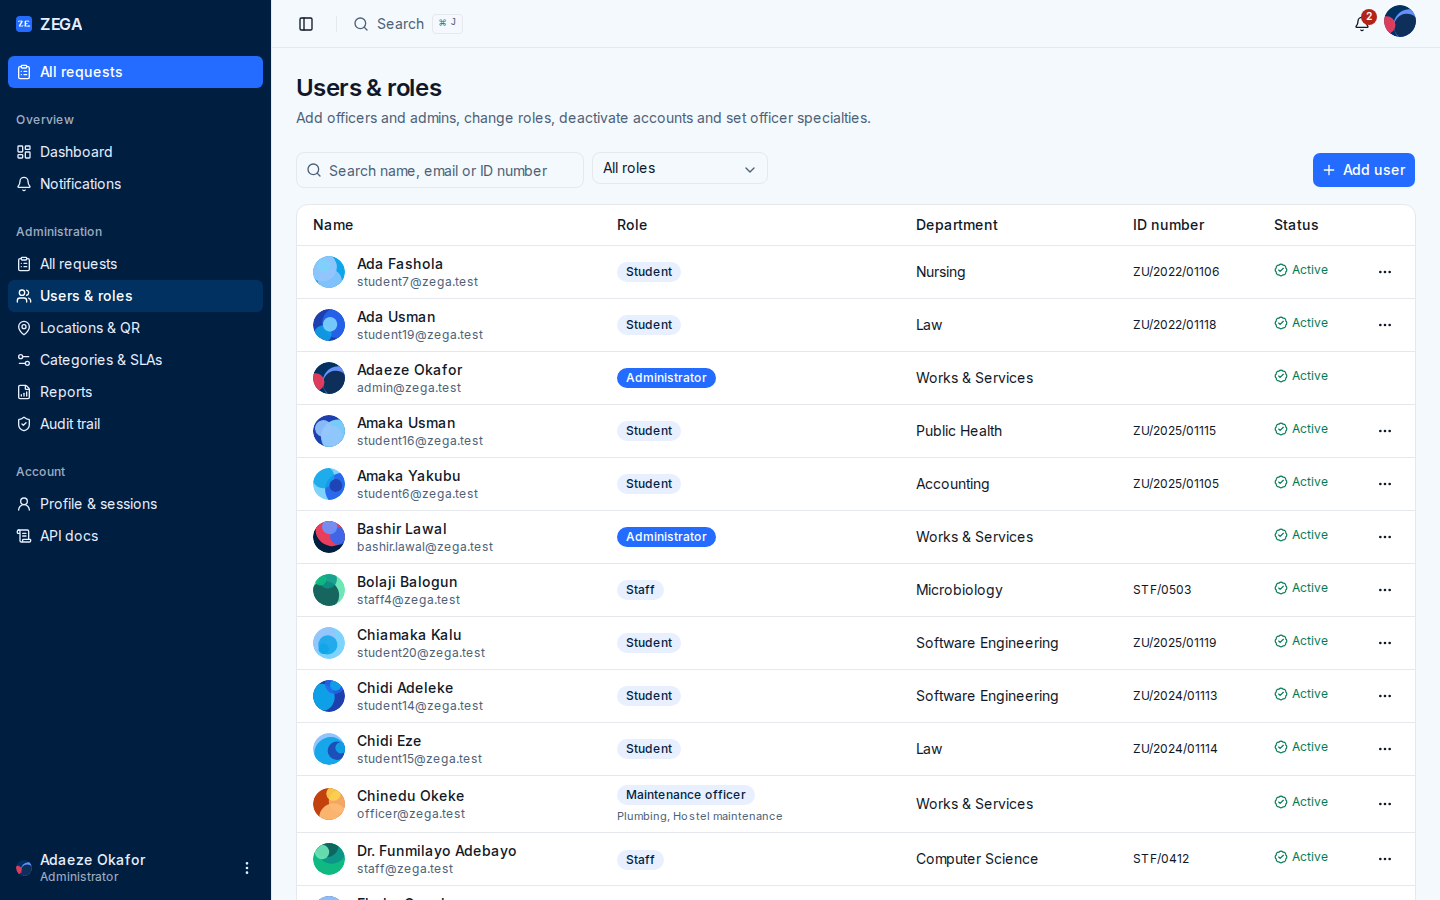 ZE
ZEGA
Search ⌘ J
2
All requests
Overview
Dashboard
Notifications
Administration
All requests
Users & roles
Locations & QR
Categories & SLAs
Reports
Audit trail
Account
Profile & sessions
API docs
Adaeze Okafor
Administrator
Users & roles
Add officers and admins, change roles, deactivate accounts and set officer specialties.
Search name, email or ID number
All roles
Add user
Name Role Department ID number Status
Ada Fashola
student7@zega.test
Student Nursing ZU/2022/01106 Active
Ada Usman
student19@zega.test
Student Law ZU/2022/01118 Active
Adaeze Okafor
admin@zega.test
Administrator Works & Services Active
Amaka Usman
student16@zega.test
Student Public Health ZU/2025/01115 Active
Amaka Yakubu
student6@zega.test
Student Accounting ZU/2025/01105 Active
Bashir Lawal
bashir.lawal@zega.test
Administrator Works & Services Active
Bolaji Balogun
staff4@zega.test
Staff Microbiology STF/0503 Active
Chiamaka Kalu
student20@zega.test
Student Software Engineering ZU/2025/01119 Active
Chidi Adeleke
student14@zega.test
Student Software Engineering ZU/2024/01113 Active
Chidi Eze
student15@zega.test
Student Law ZU/2024/01114 Active
Chinedu Okeke
officer@zega.test
Maintenance officer
Plumbing, Hostel maintenance
Works & Services Active
Dr. Funmilayo Adebayo
staff@zega.test
Staff Computer Science STF/0412 Active